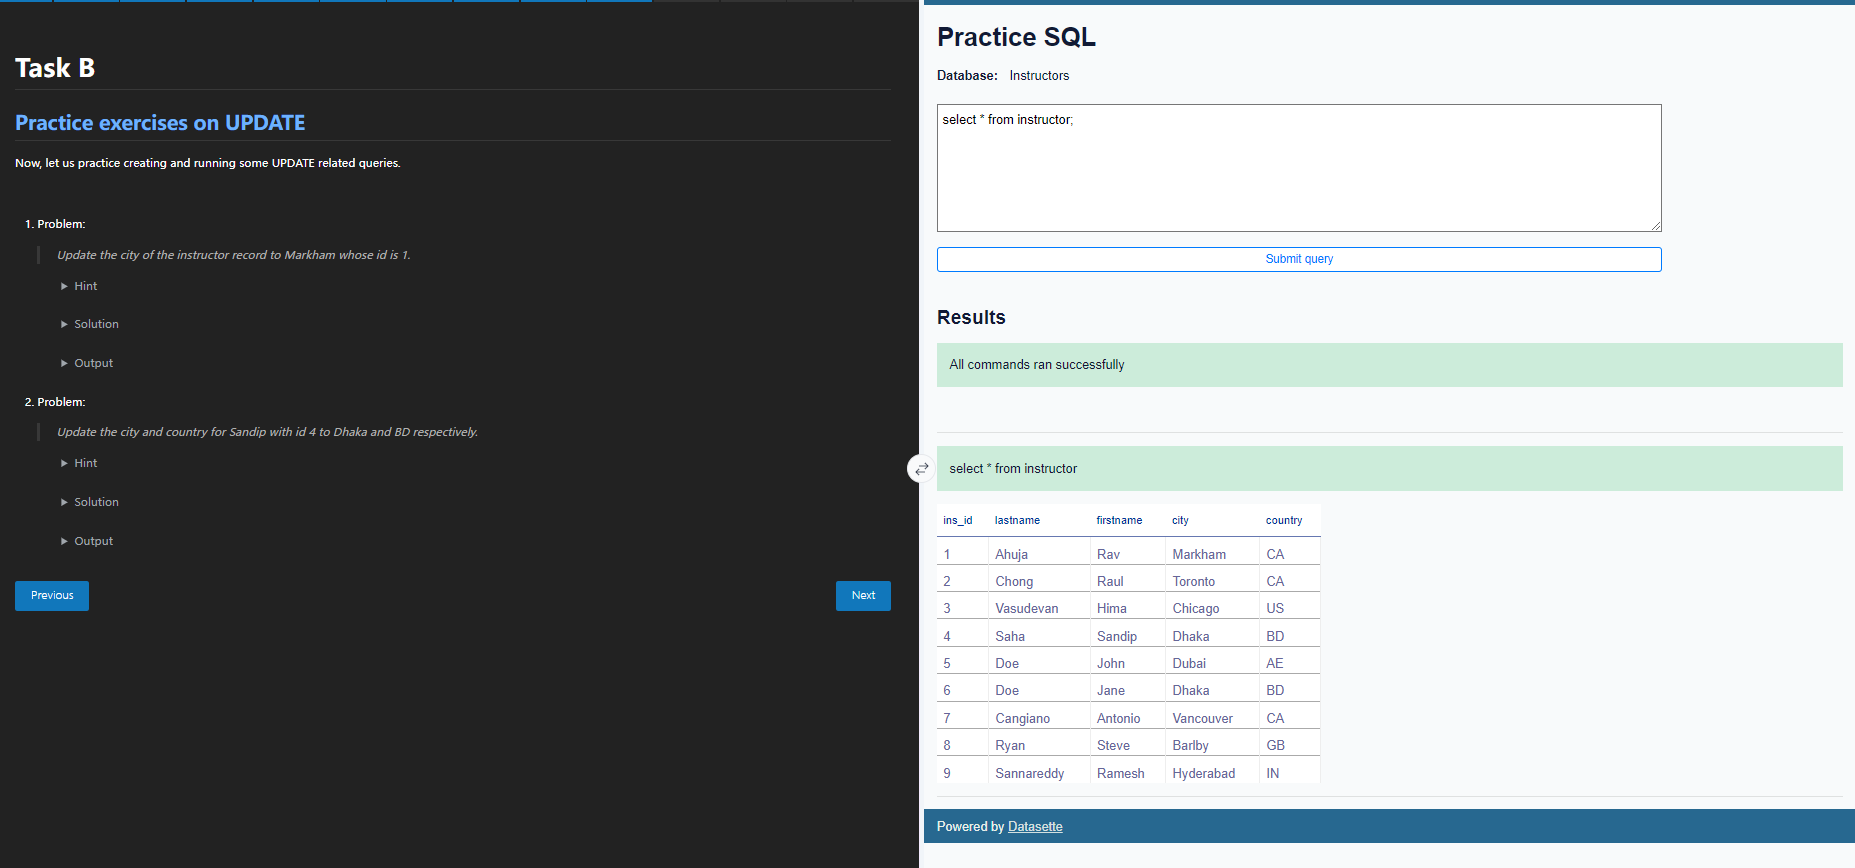 Task B
Practice exercises on UPDATE
Now, let us practice creating and running some UPDATE related queries.
1. Problem:
Update the city of the instructor record to Markham whose id is 1.
Hint
Solution
Output
2. Problem:
Update the city and country for Sandip with id 4 to Dhaka and BD respectively.
Hint
Solution
Output
Previous
Next
Practice SQL
Database: Instructors
select * from instructor;
Submit query
Results
All commands ran successfully
select * from instructor
ins_id lastname firstname city country
1 Ahuja Rav Markham CA
2 Chong Raul Toronto CA
3 Vasudevan Hima Chicago US
4 Saha Sandip Dhaka BD
5 Doe John Dubai AE
6 Doe Jane Dhaka BD
7 Cangiano Antonio Vancouver CA
8 Ryan Steve Barlby GB
9 Sannareddy Ramesh Hyderabad IN
Powered by Datasette